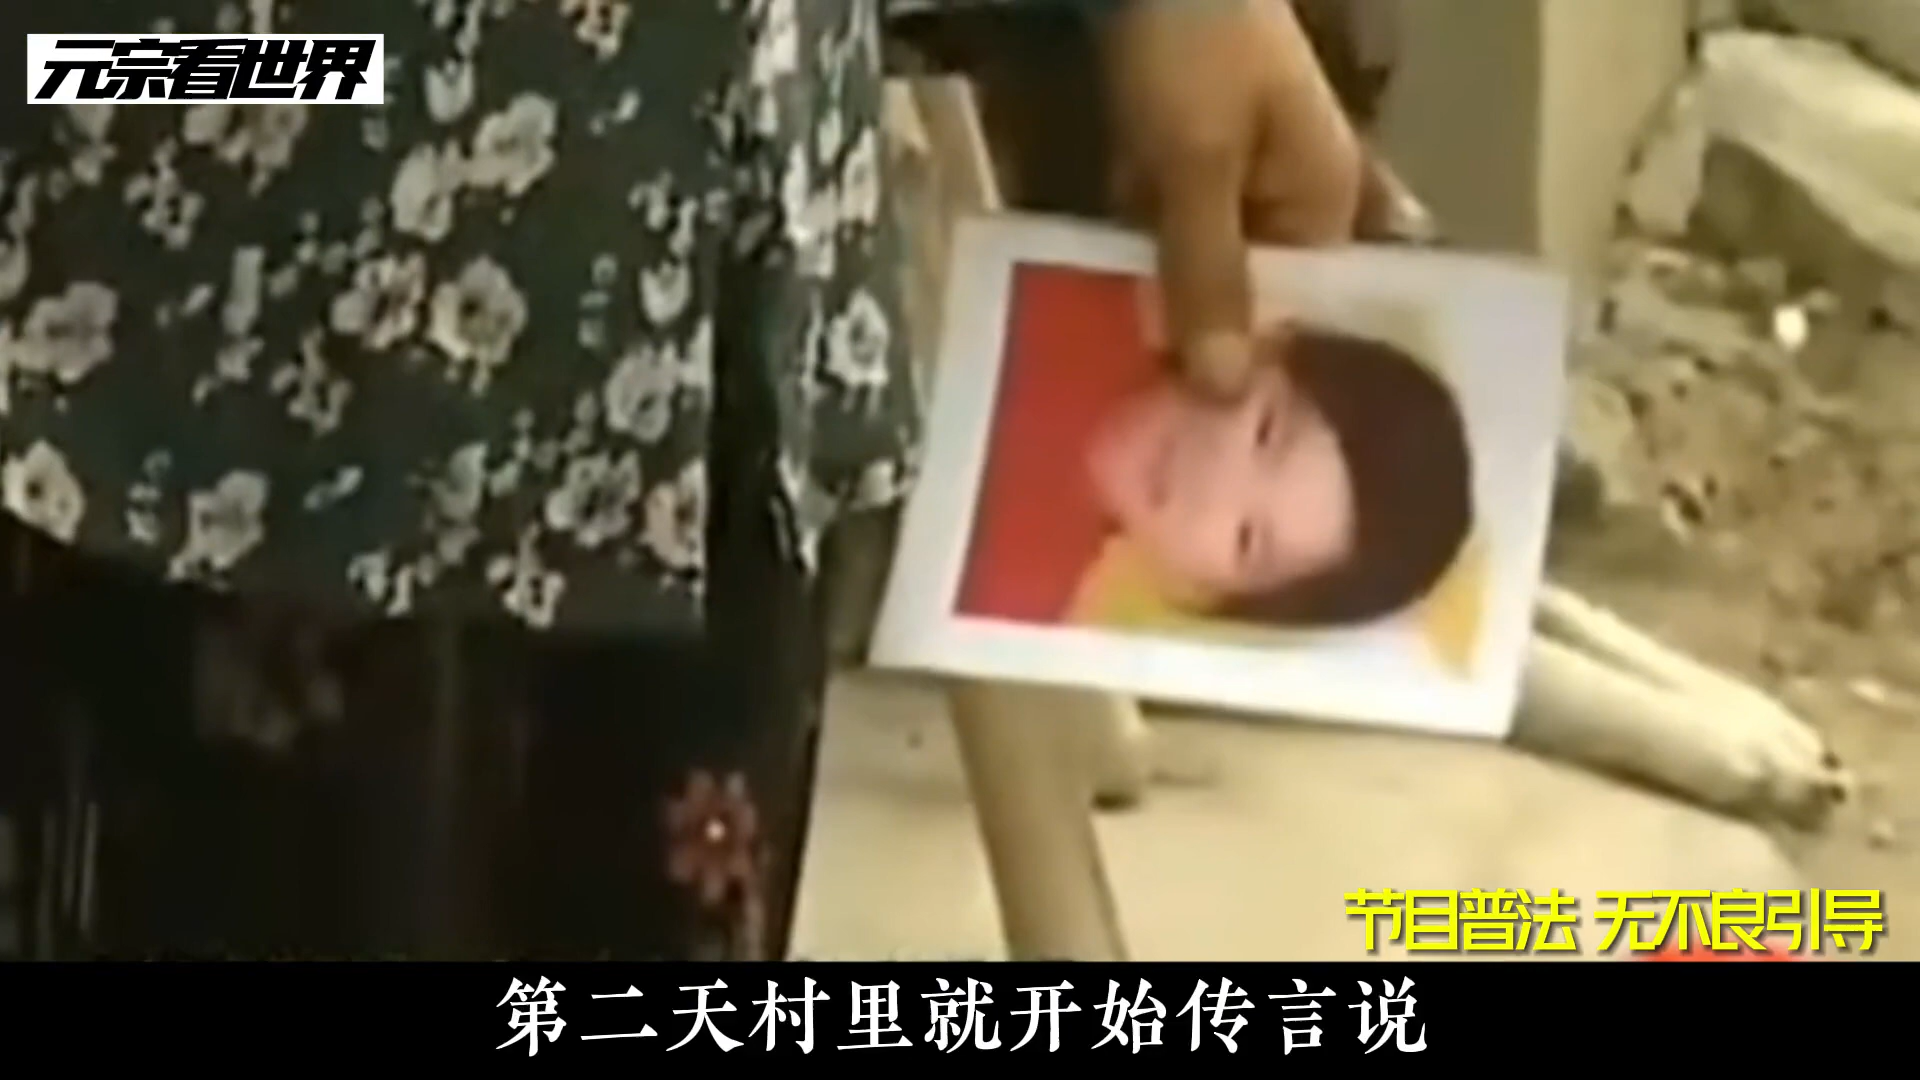 元宗看世界
节目普法 无不良引导
第二天村里就开始传言说